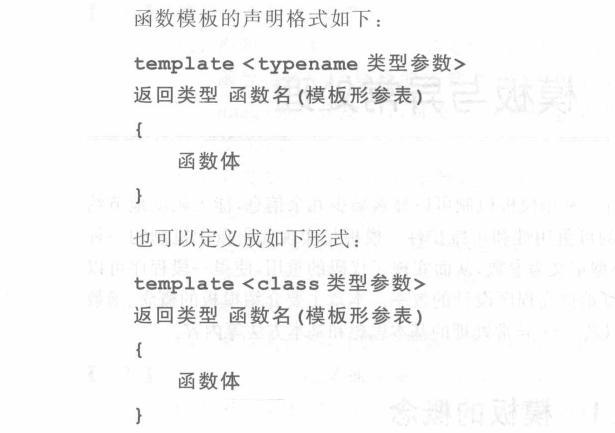 函数模板的声明格式如下:
template <typename 类型参数>
返回类型 函数名(模板形参表)
{
函数体
}
也可以定义成如下形式:
template <class 类型参数>
返回类型 函数名(模板形参表)
{
函数体
}